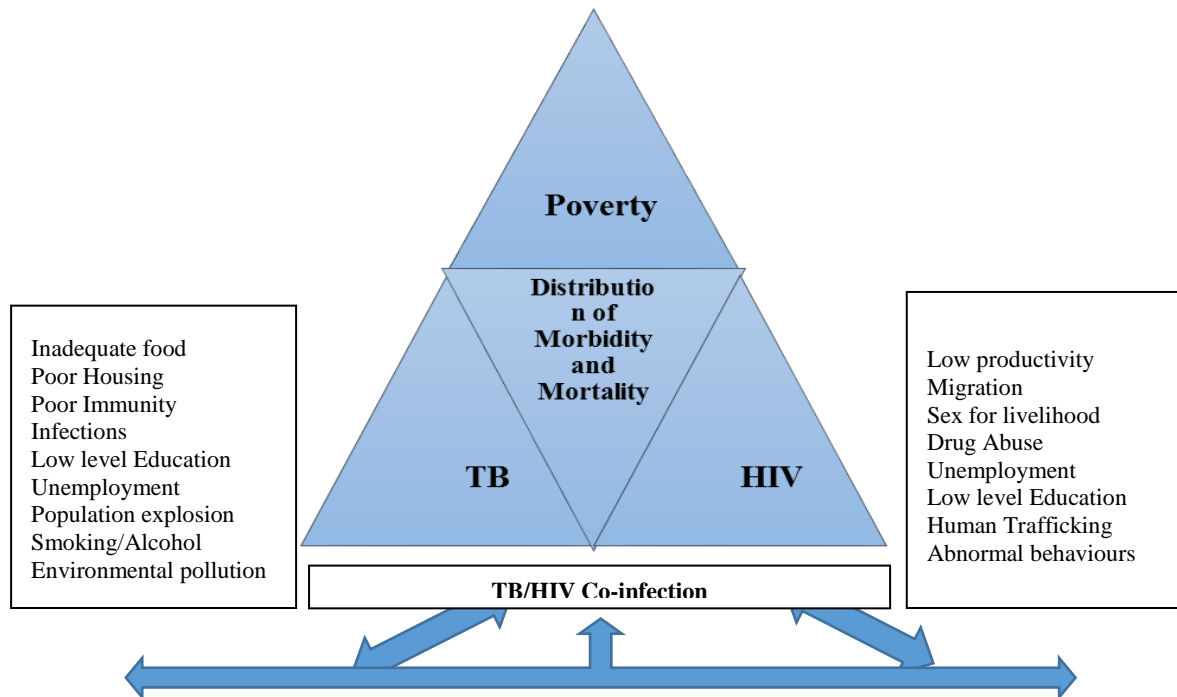 Poverty
Distributio
n of
Morbidity
and
Mortality
TB
HIV
Inadequate food
Poor Housing
Poor Immunity
Infections
Low level Education
Unemployment
Population explosion
Smoking/Alcohol
Environmental pollution
Low productivity
Migration
Sex for livelihood
Drug Abuse
Unemployment
Low level Education
Human Trafficking
Abnormal behaviours
TB/HIV Co-infection